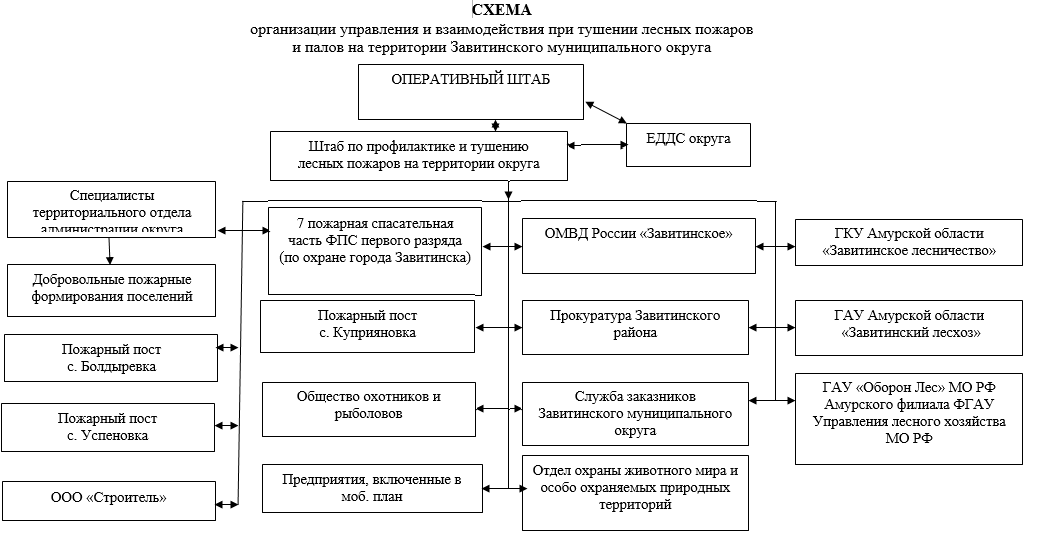 СХЕМА
организации управления и взаимодействия при тушении лесных пожаров
и палов на территории Завитинского муниципального округа
ОПЕРАТИВНЫЙ ШТАБ
ЕДДС округа
Штаб по профилактике и тушению
лесных пожаров на территории округа
Специалисты
территориального отдела
администрации округа
Добровольные пожарные
формирования поселений
Пожарный пост
с. Болдыревка
Пожарный пост
с. Успеновка
ООО «Строитель»
7 пожарная спасательная
часть ФПС первого разряда
(по охране города Завитинска)
Пожарный пост
с. Куприяновка
Общество охотников и
рыболовов
Предприятия, включенные в
моб. план
ОМВД России «Завитинское»
Прокуратура Завитинского
района
Служба заказников
Завитинского муниципального
округа
Отдел охраны животного мира и
особо охраняемых природных
территорий
ГКУ Амурской области
«Завитинское лесничество»
ГАУ Амурской области
«Завитинский лесхоз»
ГАУ «Оборон Лес» МО РФ
Амурского филиала ФГАУ
Управления лесного хозяйства
МО РФ